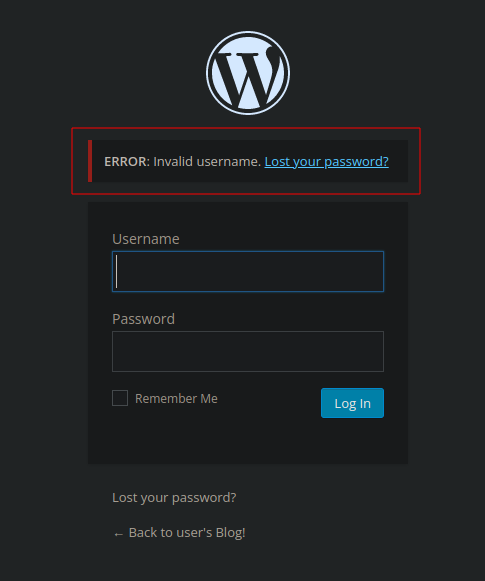 ERROR: Invalid username. Lost your password?
Username
Password
Remember Me
Log In
Lost your password?
← Back to user's Blog!